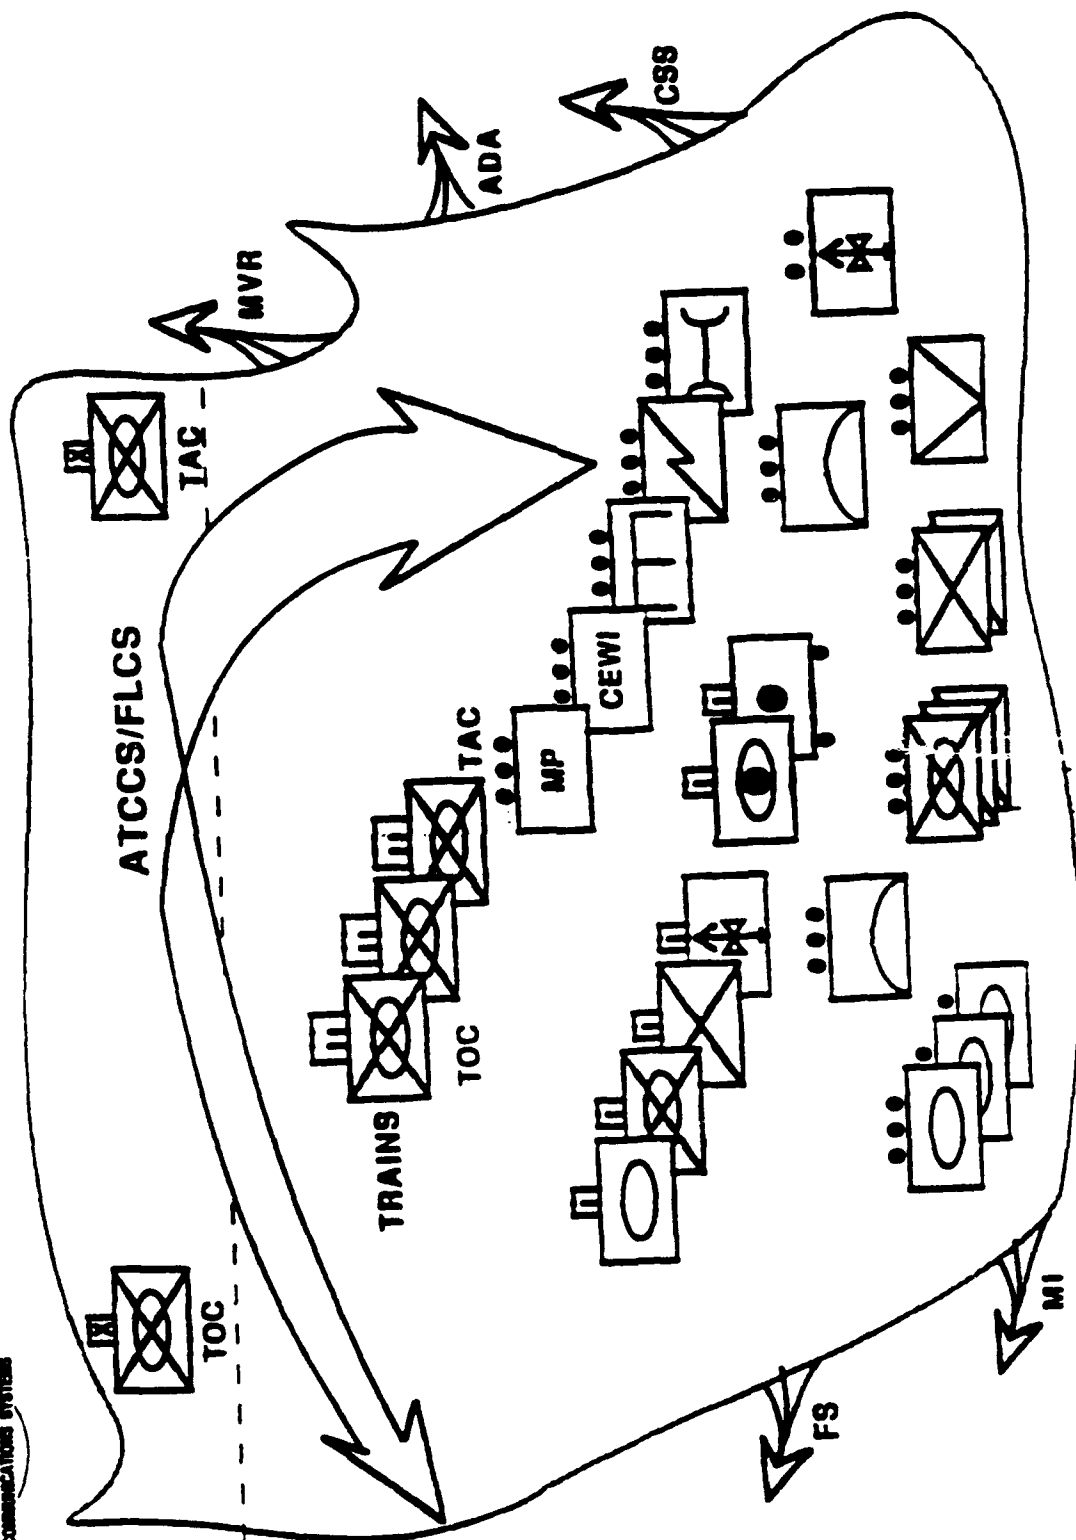 COMMUNICATIONS SYSTEMS
ATCCS/FLCS
TOC
TAC
MVR
ADA
CSS
TRAINS
TOC
TAC
MP
CEWI
FS
MI